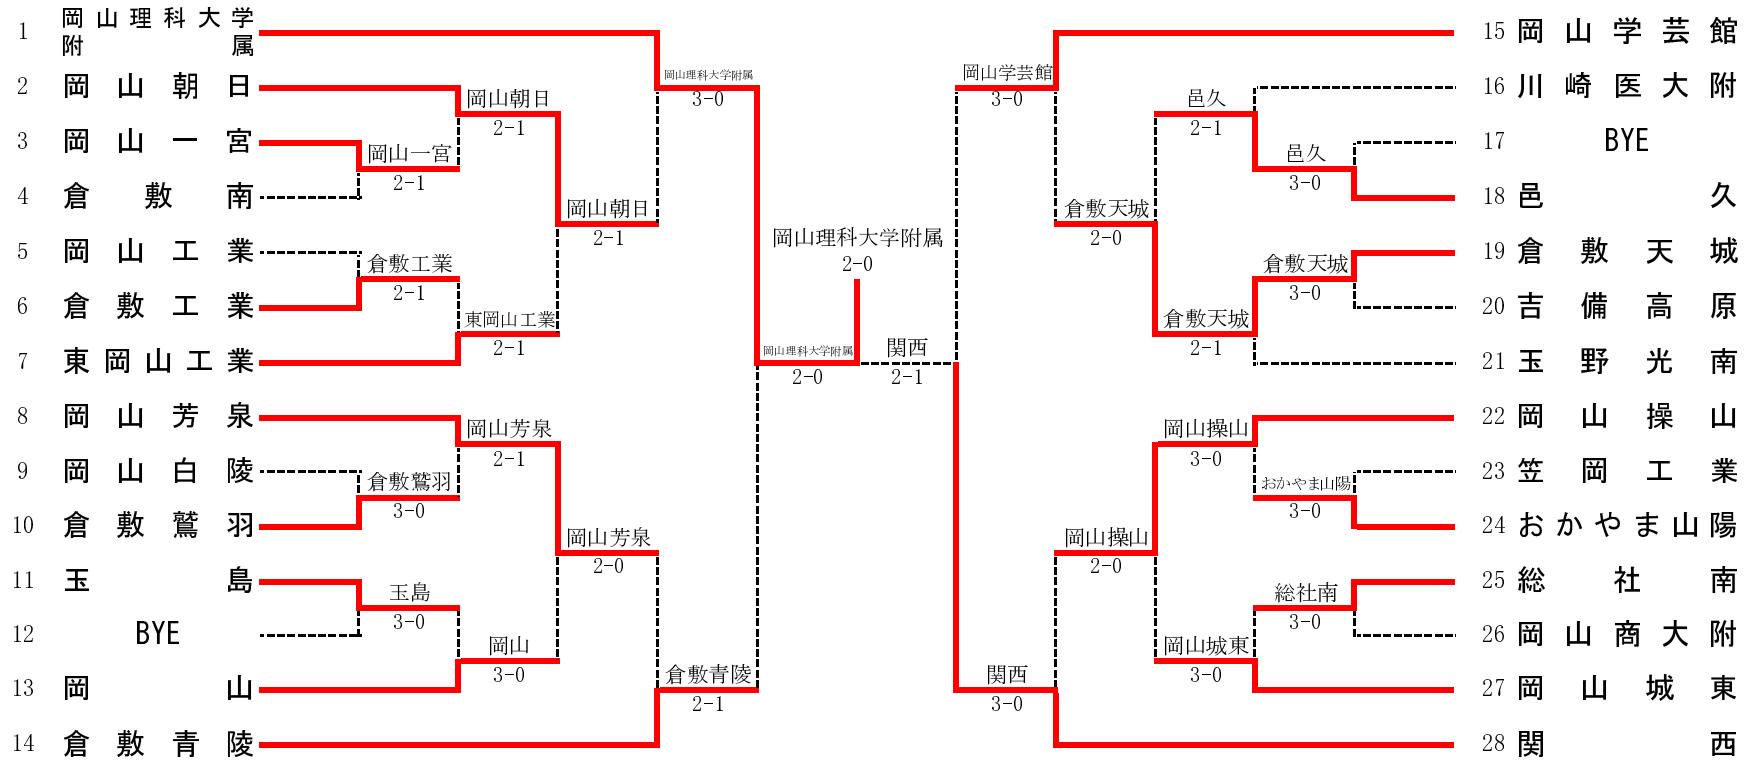 1 岡山理科大学附属
2 岡山朝日
3 岡山一宮
4 倉敷南
5 岡山工業
6 倉敷工業
7 東岡山工業
8 岡山芳泉
9 岡山白陵
10 倉敷鷲羽
11 玉島
12 BYE
13 岡山
14 倉敷青陵
岡山一宮
2-1
倉敷工業
2-1
倉敷鷲羽
3-0
玉島
3-0
岡山朝日
2-1
東岡山工業
2-1
岡山芳泉
2-1
岡山
3-0
岡山朝日
2-1
岡山芳泉
2-0
岡山理科大学附属
3-0
倉敷青陵
2-1
岡山理科大学附属
2-0
岡山理科大学附属
2-0
関西
2-1
岡山学芸館
3-0
関西
3-0
倉敷天城
2-0
岡山操山
2-0
邑久
2-1
倉敷天城
2-1
岡山操山
3-0
岡山城東
3-0
邑久
3-0
倉敷天城
3-0
おかやま山陽
3-0
総社南
3-0
15 岡山学芸館
16 川崎医大附
17 BYE
18 邑久
19 倉敷天城
20 吉備高原
21 玉野光南
22 岡山操山
23 笠岡工業
24 おかやま山陽
25 総社南
26 岡山商大附
27 岡山城東
28 関西